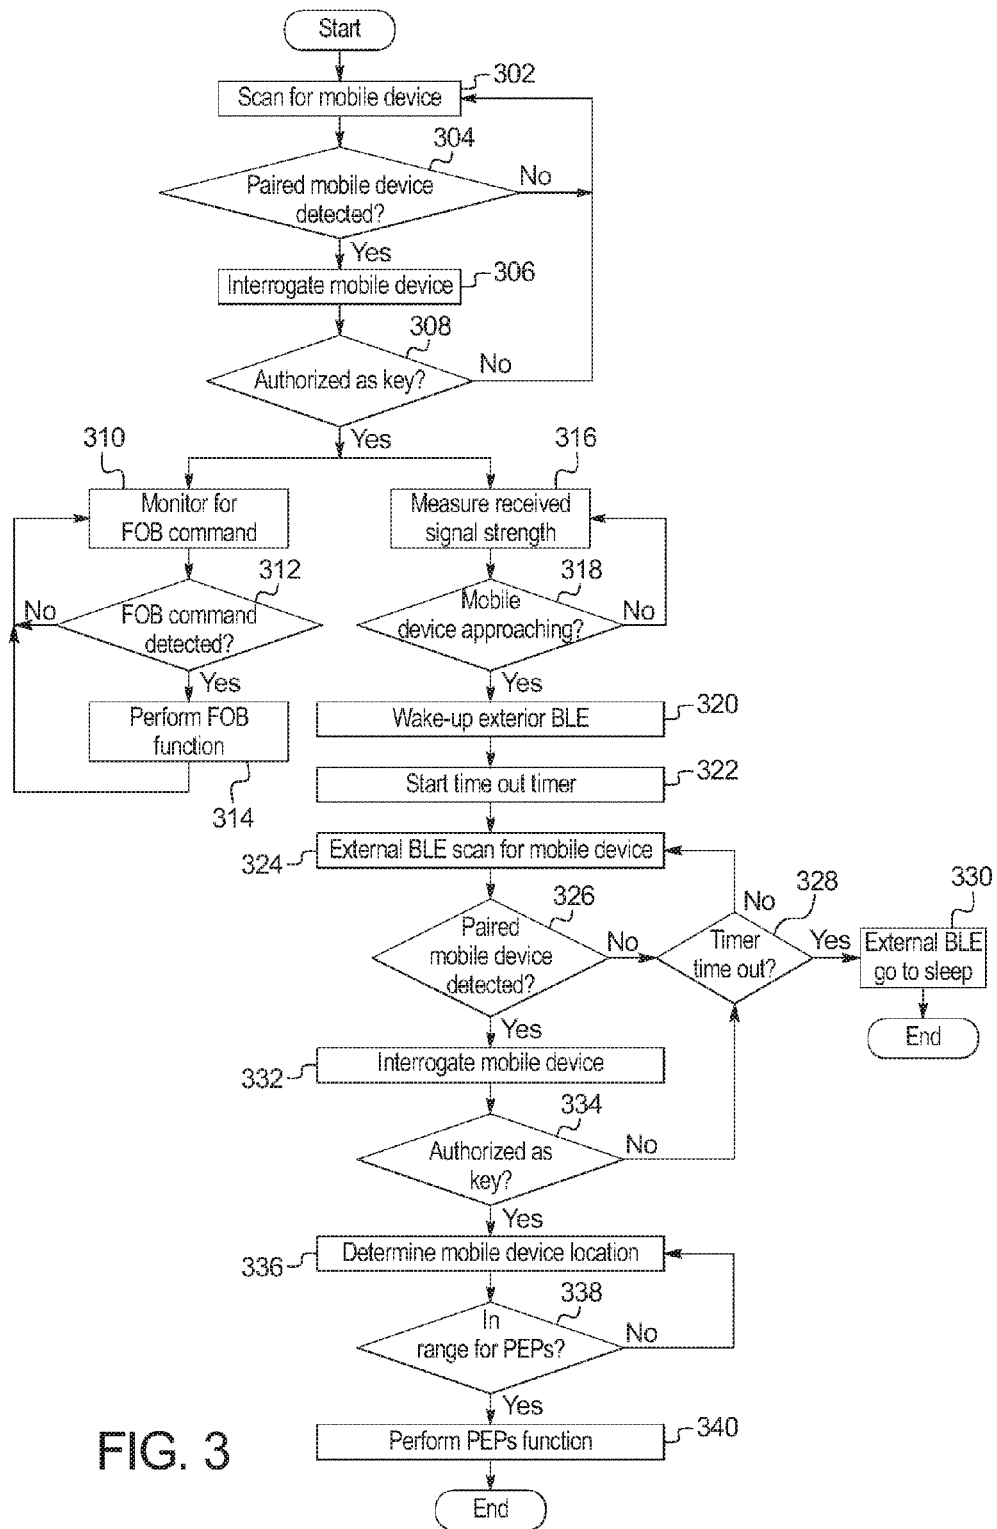 Start
302
Scan for mobile device
304
Paired mobile device
detected?
No
Yes
306
Interrogate mobile device
308
Authorized as key?
No
Yes
310
Monitor for
FOB command
316
Measure received
signal strength
312
FOB command
detected?
No
Yes
318
Mobile
device approaching?
No
Yes
Perform FOB
function
314
Wake-up exterior BLE
320
Start time out timer
322
324
External BLE scan for mobile device
326
Paired
mobile device
detected?
No
Yes
328
No
Timer
time out?
Yes
330
External BLE
go to sleep
End
332
Interrogate mobile device
334
Authorized as
key?
No
Yes
336
Determine mobile device location
338
In
range for PEPs?
No
Yes
Perform PEPs function
340
End
FIG. 3